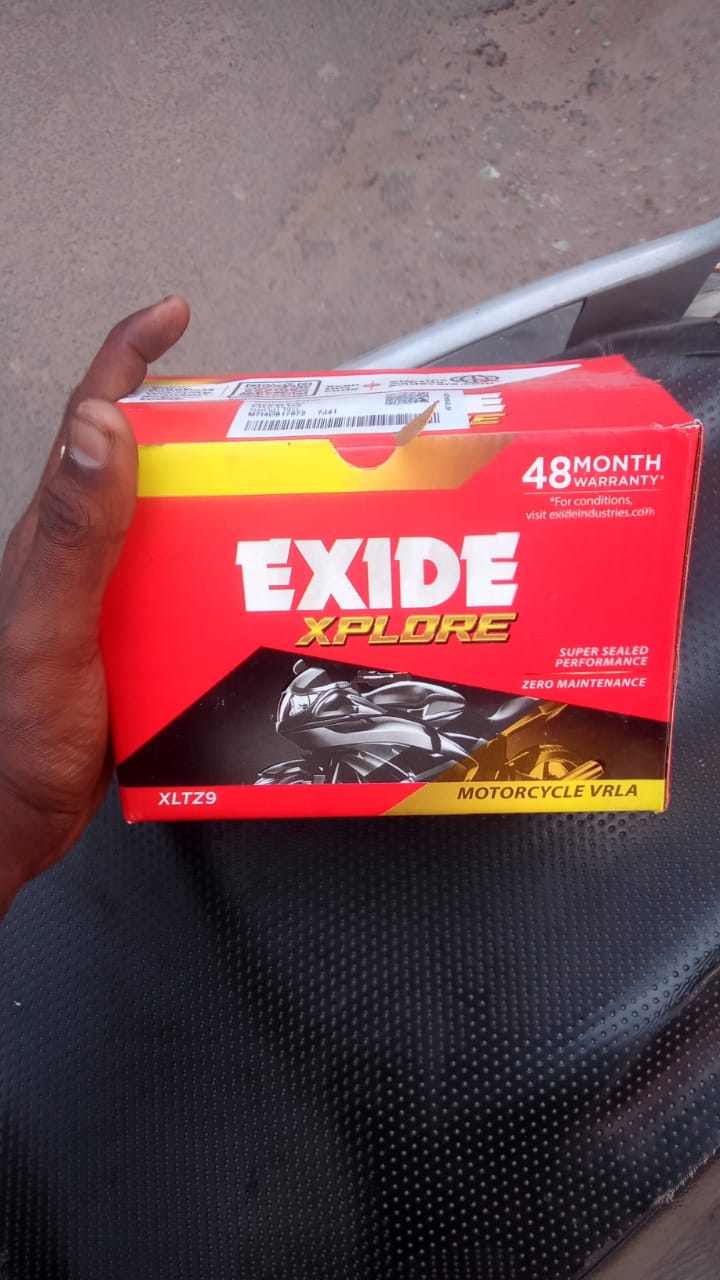 48 MONTH
WARRANTY*
*For conditions,
visit exideindustries.com
EXIDE
XPLORE
SUPER SEALED
PERFORMANCE
ZERO MAINTENANCE
XLTZ9
MOTORCYCLE VRLA